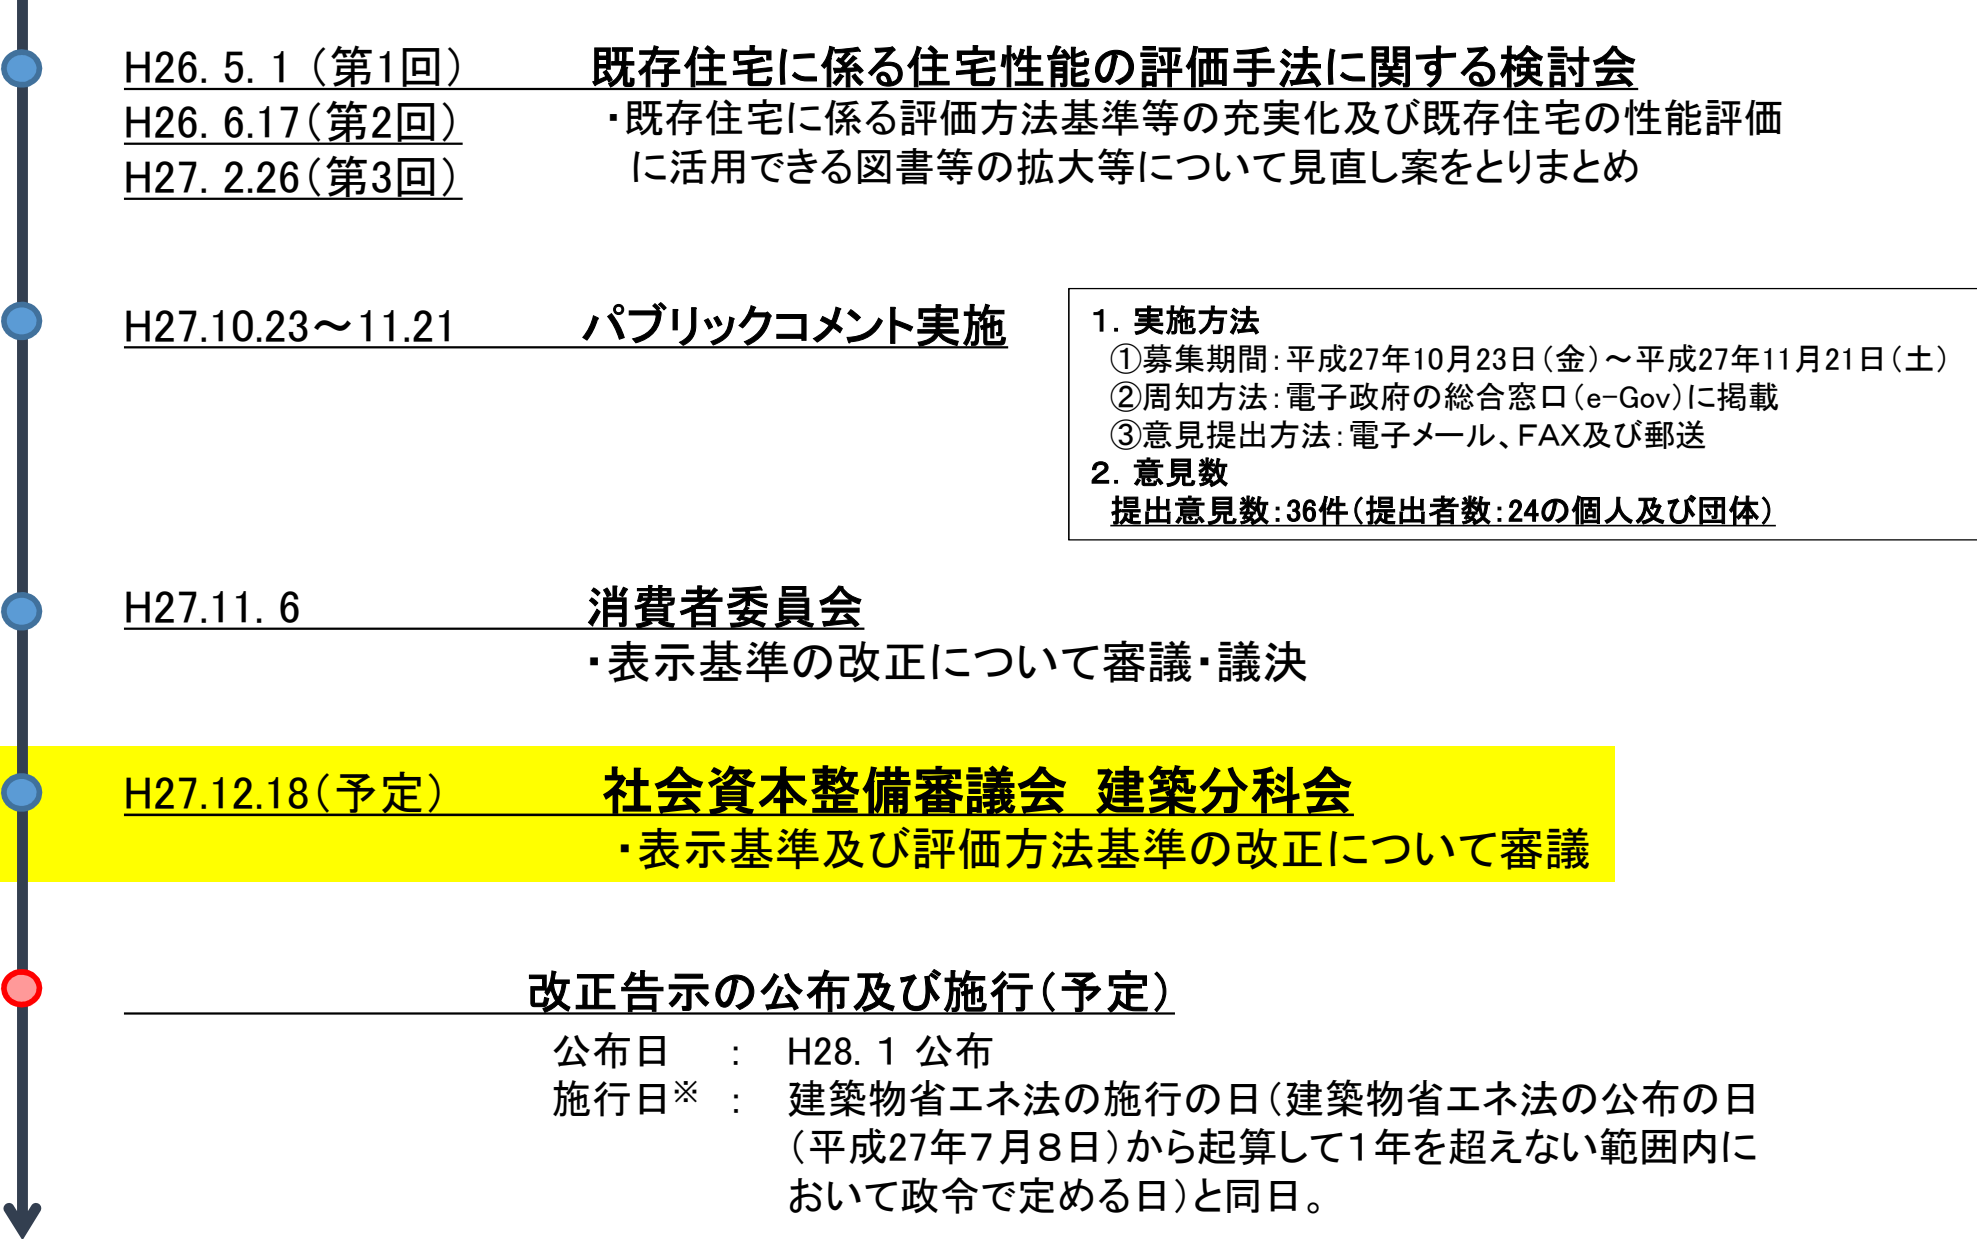 H26. 5. 1 （第1回） 既存住宅に係る住宅性能の評価手法に関する検討会
H26. 6.17（第2回） ・既存住宅に係る評価方法基準等の充実化及び既存住宅の性能評価
H27. 2.26（第3回） に活用できる図書等の拡大等について見直し案をとりまとめ
H27.10.23～11.21 パブリックコメント実施
１．実施方法
①募集期間：平成27年10月23日（金）～平成27年11月21日（土）
②周知方法：電子政府の総合窓口（e-Gov）に掲載
③意見提出方法：電子メール、FAX及び郵送
２．意見数
提出意見数：36件（提出者数：24の個人及び団体）
H27.11. 6 消費者委員会
・表示基準の改正について審議・議決
H27.12.18（予定） 社会資本整備審議会 建築分科会
・表示基準及び評価方法基準の改正について審議
改正告示の公布及び施行（予定）
公布日 ： H28. 1 公布
施行日※ ： 建築物省エネ法の施行の日（建築物省エネ法の公布の日
（平成27年７月８日）から起算して１年を超えない範囲内に
おいて政令で定める日）と同日。